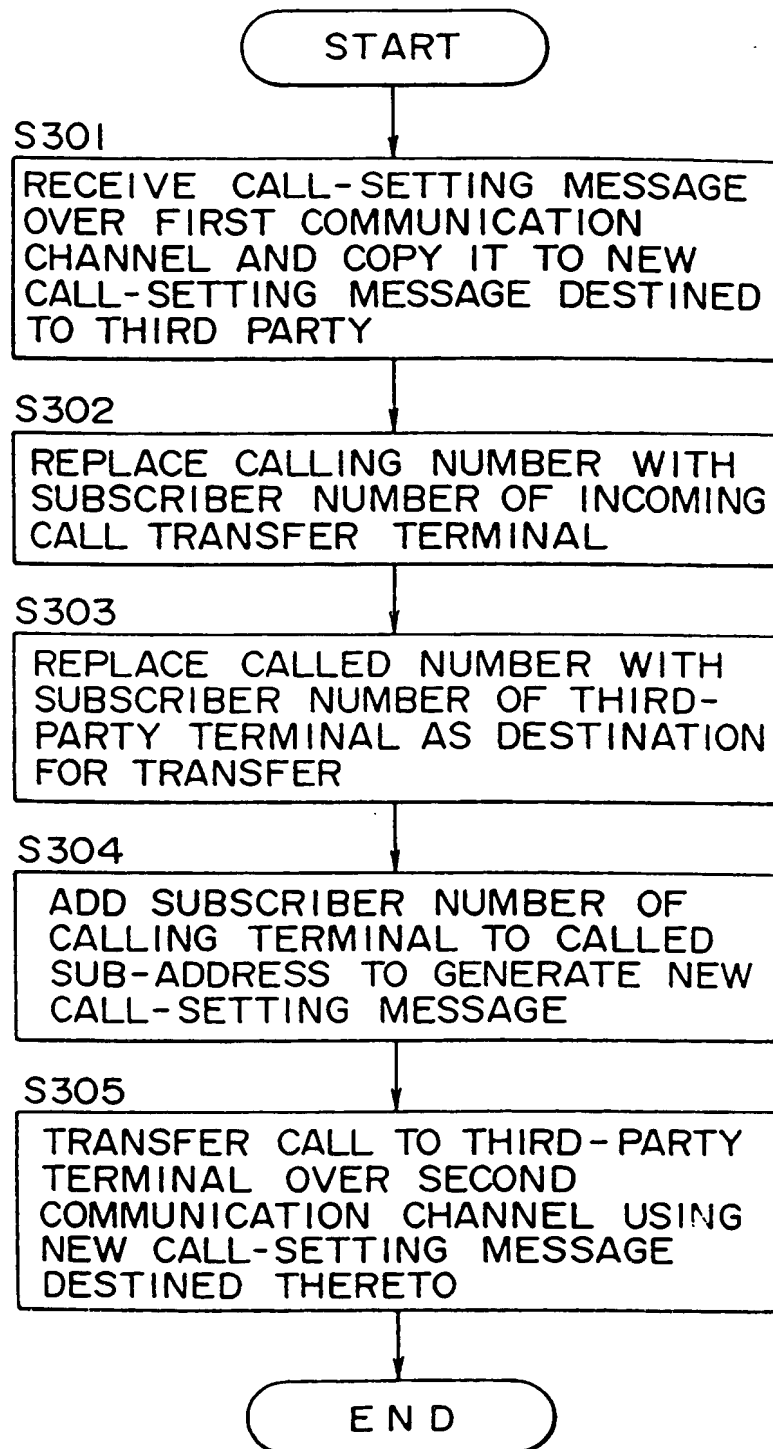 START
S301
RECEIVE CALL-SETTING MESSAGE
OVER FIRST COMMUNICATION
CHANNEL AND COPY IT TO NEW
CALL-SETTING MESSAGE DESTINED
TO THIRD PARTY
S302
REPLACE CALLING NUMBER WITH
SUBSCRIBER NUMBER OF INCOMING
CALL TRANSFER TERMINAL
S303
REPLACE CALLED NUMBER WITH
SUBSCRIBER NUMBER OF THIRD-
PARTY TERMINAL AS DESTINATION
FOR TRANSFER
S304
ADD SUBSCRIBER NUMBER OF
CALLING TERMINAL TO CALLED
SUB-ADDRESS TO GENERATE NEW
CALL-SETTING MESSAGE
S305
TRANSFER CALL TO THIRD-PARTY
TERMINAL OVER SECOND
COMMUNICATION CHANNEL USING
NEW CALL-SETTING MESSAGE
DESTINED THERETO
END